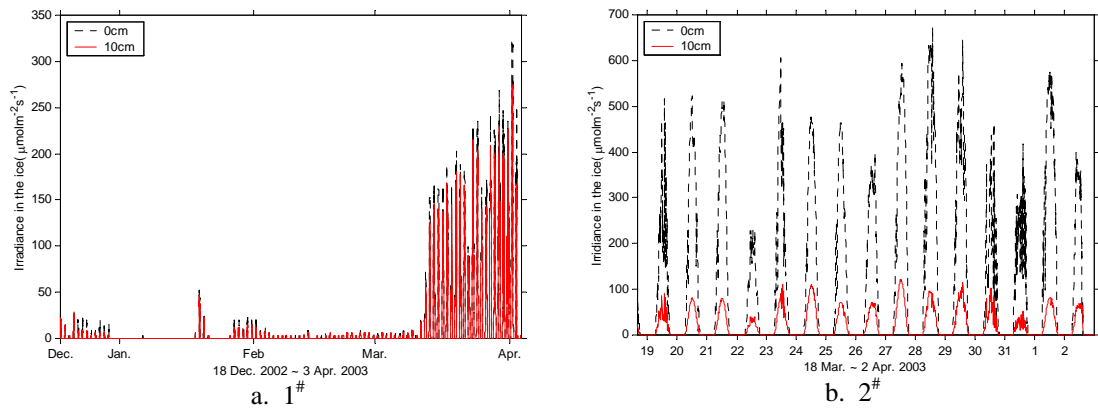 350
300
250
200
150
100
50
0
Irradiance in the ice( μmolm-2s-1)
0cm
10cm
Dec. Jan. Feb Mar. Apr.
18 Dec. 2002 ~ 3 Apr. 2003
a. 1#
700
600
500
400
300
200
100
0
Irridiance in the ice( μmolm-2s-1)
0cm
10cm
19 20 21 22 23 24 25 26 27 28 29 30 31 1 2
18 Mar. ~ 2 Apr. 2003
b. 2#